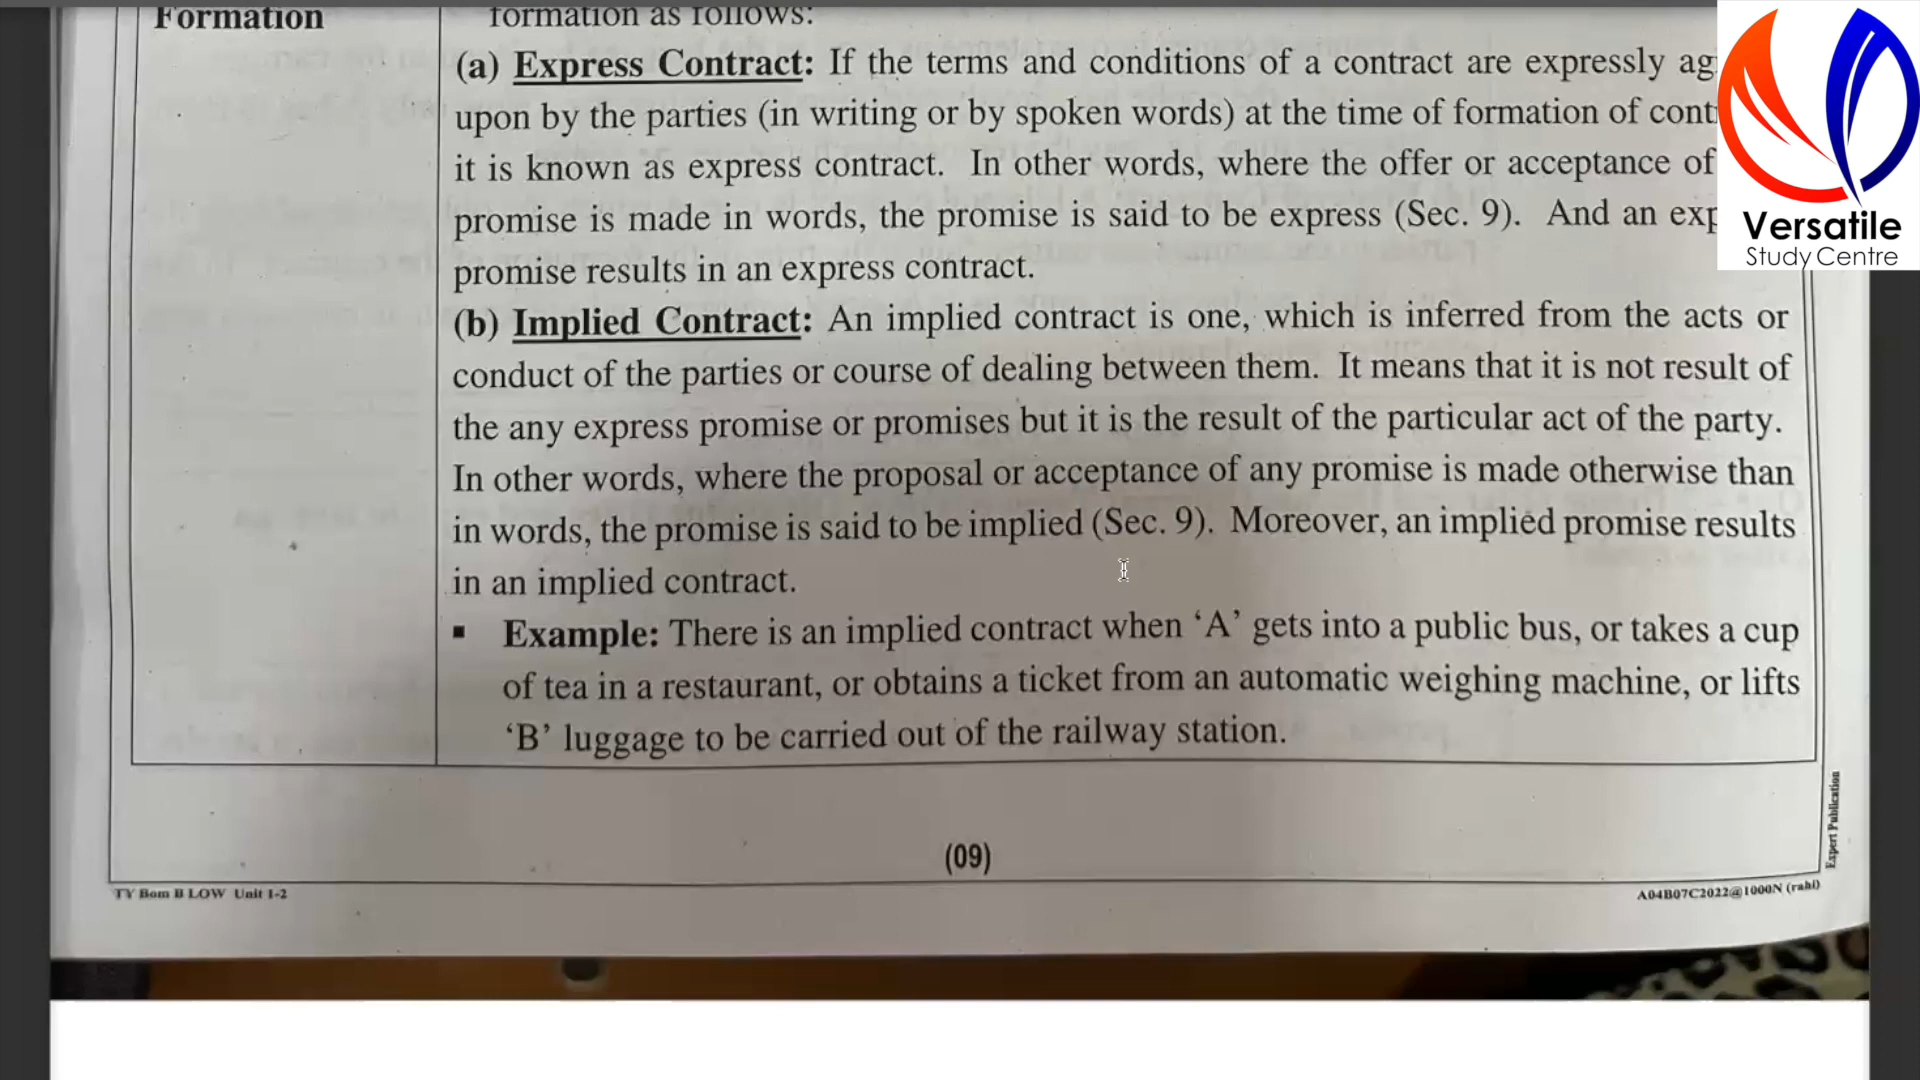 Formation
formation as follows:
(a) Express Contract: If the terms and conditions of a contract are expressly
upon by the parties (in writing or by spoken words) at the time of formation of
it is known as express contract. In other words, where the offer or acceptance of
promise is made in words, the promise is said to be express (Sec. 9). And an
promise results in an express contract.
(b) Implied Contract: An implied contract is one, which is inferred from the acts or
conduct of the parties or course of dealing between them. It means that it is not result of
the any express promise or promises but it is the result of the particular act of the party.
In other words, where the proposal or acceptance of any promise is made otherwise than
in words, the promise is said to be implied (Sec. 9). Moreover, an implied promise results
in an implied contract.
▪ Example: There is an implied contract when ‘A’ gets into a public bus, or takes a cup
of tea in a restaurant, or obtains a ticket from an automatic weighing machine, or lifts
‘B’ luggage to be carried out of the railway station.
(09)
TY Bom B LOW Unit 1-2
A04B07C2022@1000N (rahl)
Expert Publication
Versatile
Study Centre